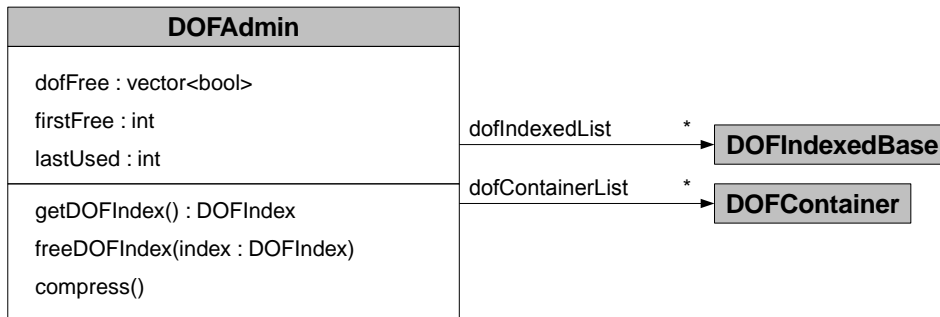 DOFAdmin
dofFree : vector<bool>
firstFree : int
lastUsed : int
getDOFIndex() : DOFIndex
freeDOFIndex(index : DOFIndex)
compress()
dofIndexedList *
DOFIndexedBase
dofContainerList *
DOFContainer